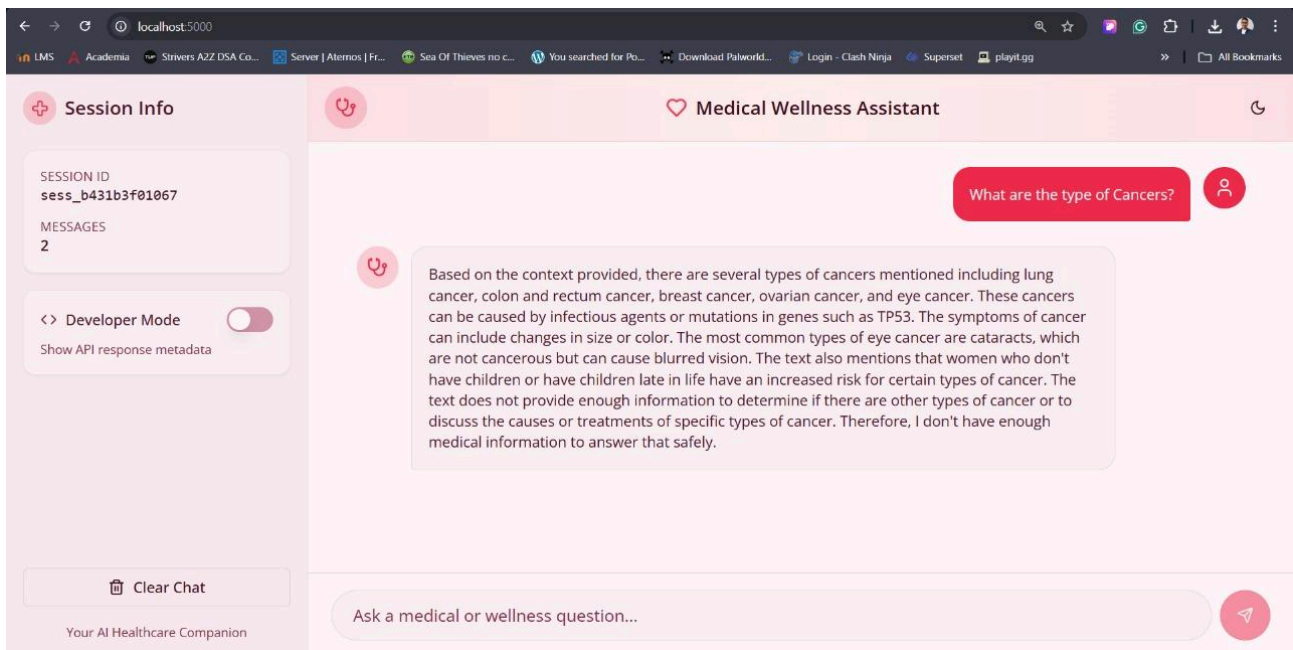 localhost:5000
LMS
Academia
Strivers A2Z DSA Co...
Server | Aternos | Fr...
Sea Of Thieves no c...
You searched for Po...
Download Palworld...
Login - Clash Ninja
Superset
playit.gg
»
All Bookmarks
Session Info
Medical Wellness Assistant
SESSION ID
sess_b431b3f01067
MESSAGES
2
<> Developer Mode
Show API response metadata
What are the type of Cancers?
Based on the context provided, there are several types of cancers mentioned including lung
cancer, colon and rectum cancer, breast cancer, ovarian cancer, and eye cancer. These cancers
can be caused by infectious agents or mutations in genes such as TP53. The symptoms of cancer
can include changes in size or color. The most common types of eye cancer are cataracts, which
are not cancerous but can cause blurred vision. The text also mentions that women who don't
have children or have children late in life have an increased risk for certain types of cancer. The
text does not provide enough information to determine if there are other types of cancer or to
discuss the causes or treatments of specific types of cancer. Therefore, I don't have enough
medical information to answer that safely.
Clear Chat
Your AI Healthcare Companion
Ask a medical or wellness question...